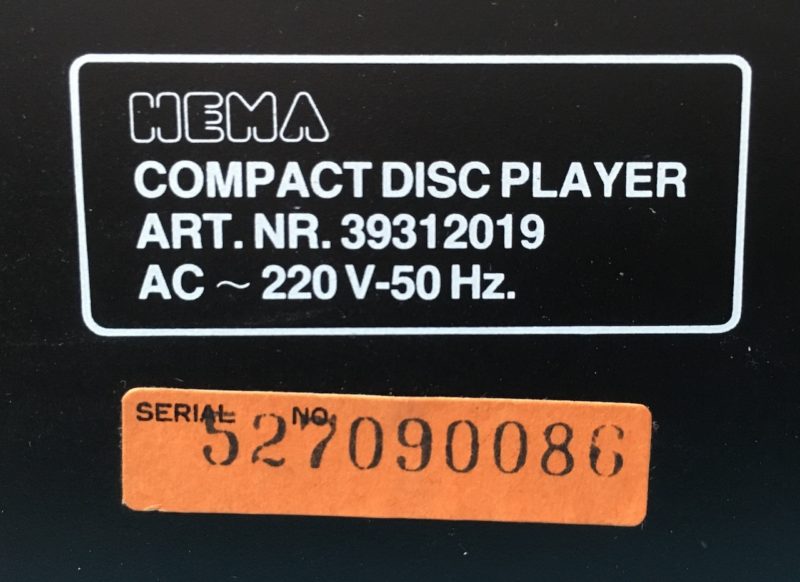 HEMA
COMPACT DISC PLAYER
ART. NR. 39312019
AC ~ 220 V-50 Hz.
SERIAL NO.
527090086